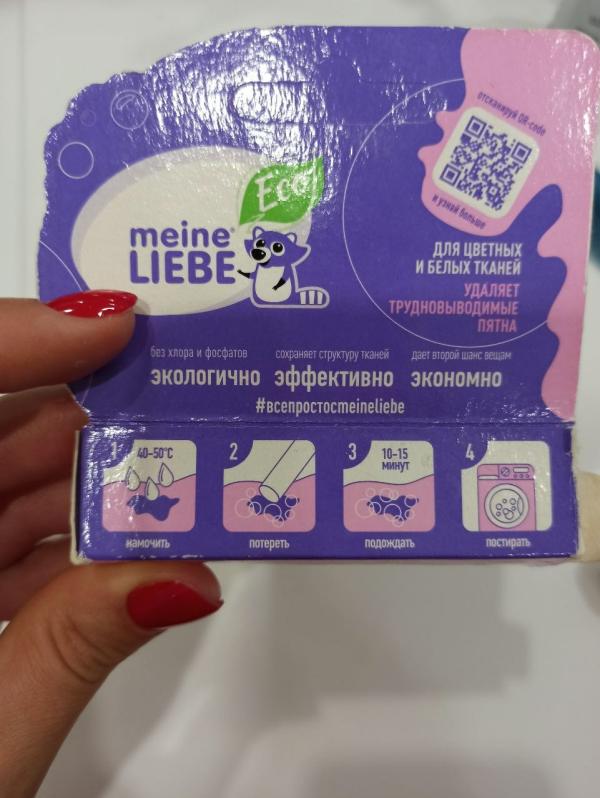 отсканируй QR-code
и узнай больше
Eco!
meine®
LIEBE
ДЛЯ ЦВЕТНЫХ
И БЕЛЫХ ТКАНЕЙ
УДАЛЯЕТ
ТРУДНОВЫВОДИМЫЕ
ПЯТНА
без хлора и фосфатов
экологично
сохраняет структуру тканей
эффективно
дает второй шанс вещам
экономно
#всепростосmeineliebe
1 40-50°C
намочить
2
потереть
3 10-15
минут
подождать
4
постирать